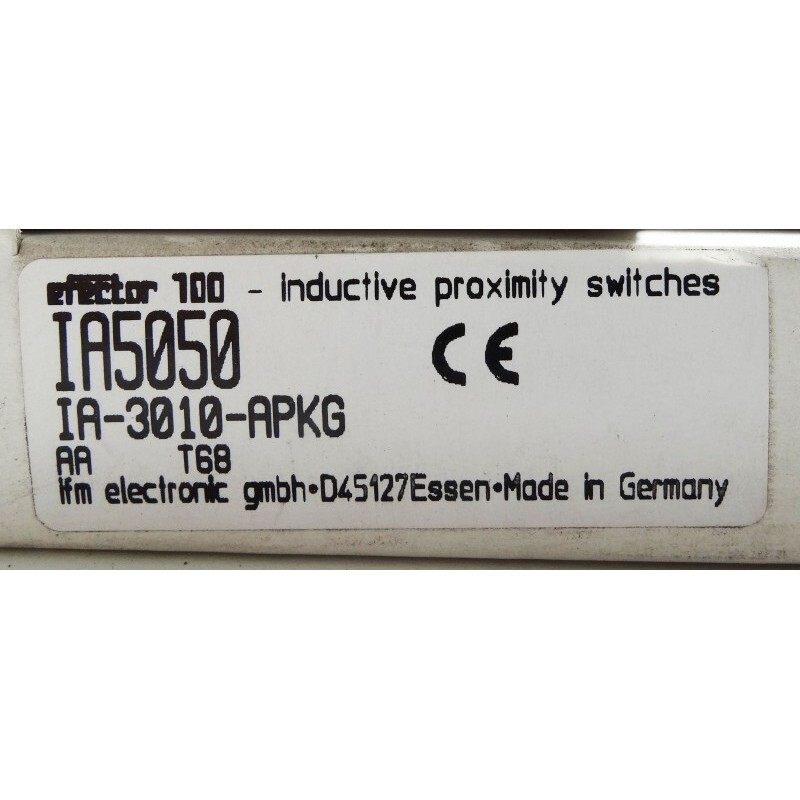 efector 100 - inductive proximity switches
IA5050
CE
IA-3010-APKG
AA T68
ifm electronic gmbh•D45127Essen•Made in Germany